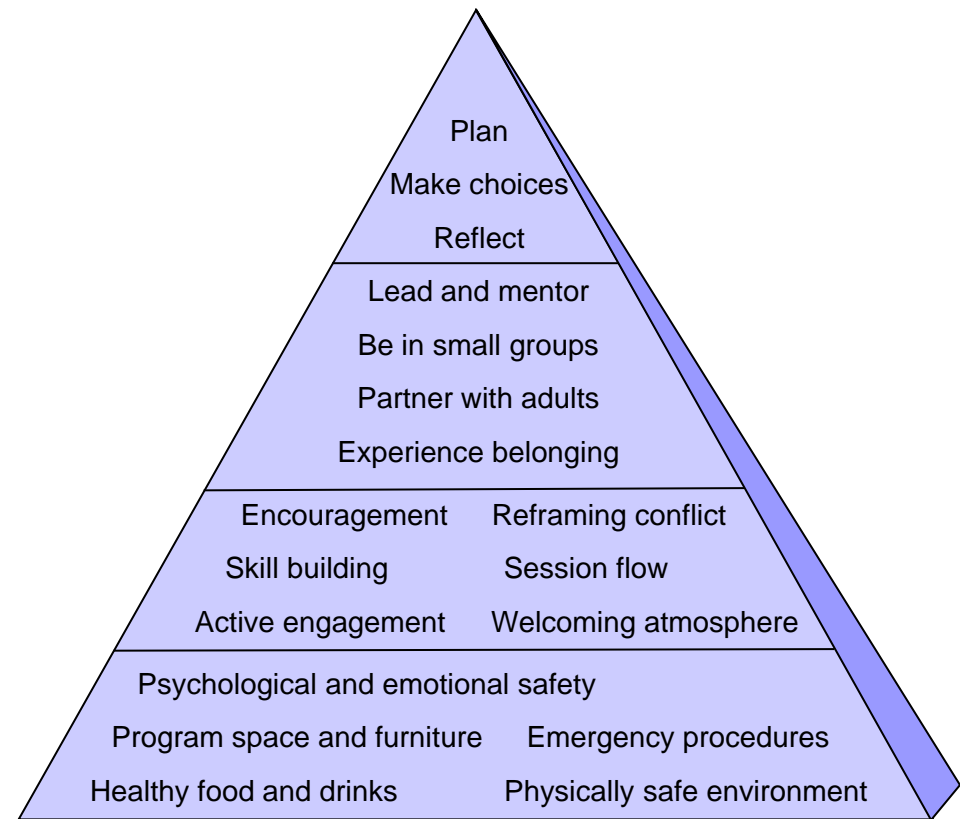 Plan
Make choices
Reflect
Lead and mentor
Be in small groups
Partner with adults
Experience belonging
Encouragement Reframing conflict
Skill building Session flow
Active engagement Welcoming atmosphere
Psychological and emotional safety
Program space and furniture Emergency procedures
Healthy food and drinks Physically safe environment